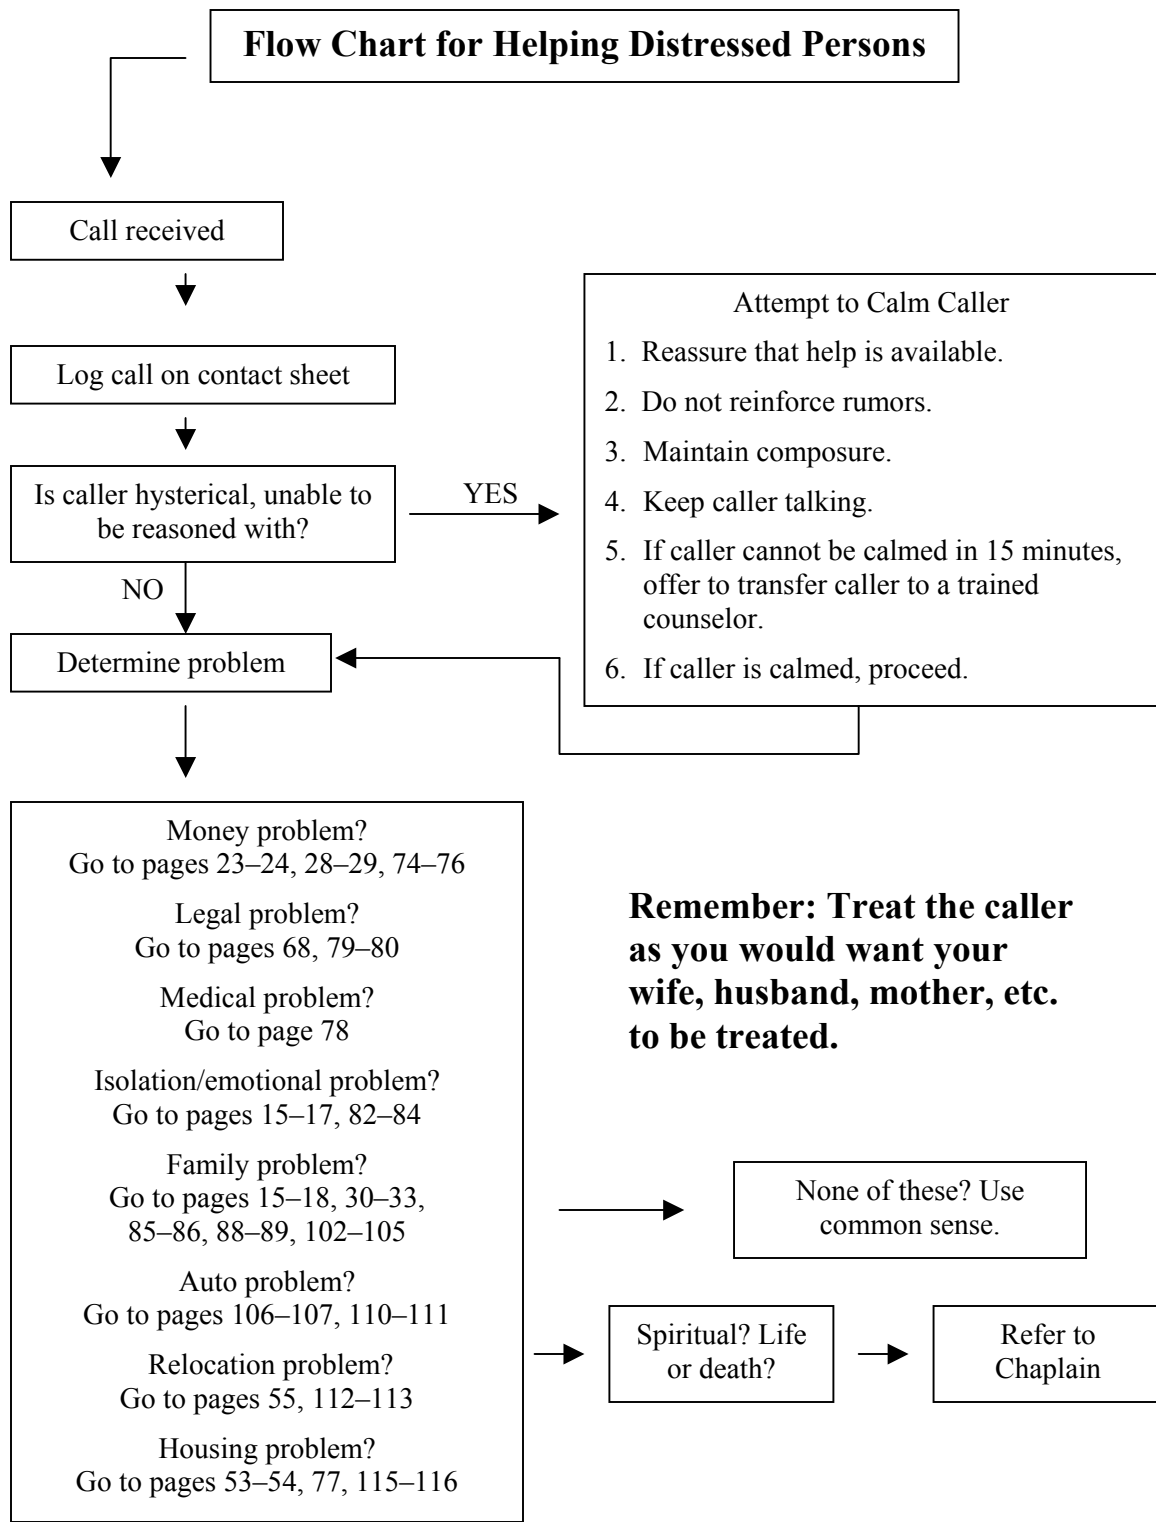 Flow Chart for Helping Distressed Persons
Call received
Log call on contact sheet
Is caller hysterical, unable to
be reasoned with?
YES
NO
Attempt to Calm Caller
1. Reassure that help is available.
2. Do not reinforce rumors.
3. Maintain composure.
4. Keep caller talking.
5. If caller cannot be calmed in 15 minutes,
offer to transfer caller to a trained
counselor.
6. If caller is calmed, proceed.
Determine problem
Money problem?
Go to pages 23–24, 28–29, 74–76
Legal problem?
Go to pages 68, 79–80
Medical problem?
Go to page 78
Isolation/emotional problem?
Go to pages 15–17, 82–84
Family problem?
Go to pages 15–18, 30–33,
85–86, 88–89, 102–105
Auto problem?
Go to pages 106–107, 110–111
Relocation problem?
Go to pages 55, 112–113
Housing problem?
Go to pages 53–54, 77, 115–116
Remember: Treat the caller
as you would want your
wife, husband, mother, etc.
to be treated.
None of these? Use
common sense.
Spiritual? Life
or death?
Refer to
Chaplain